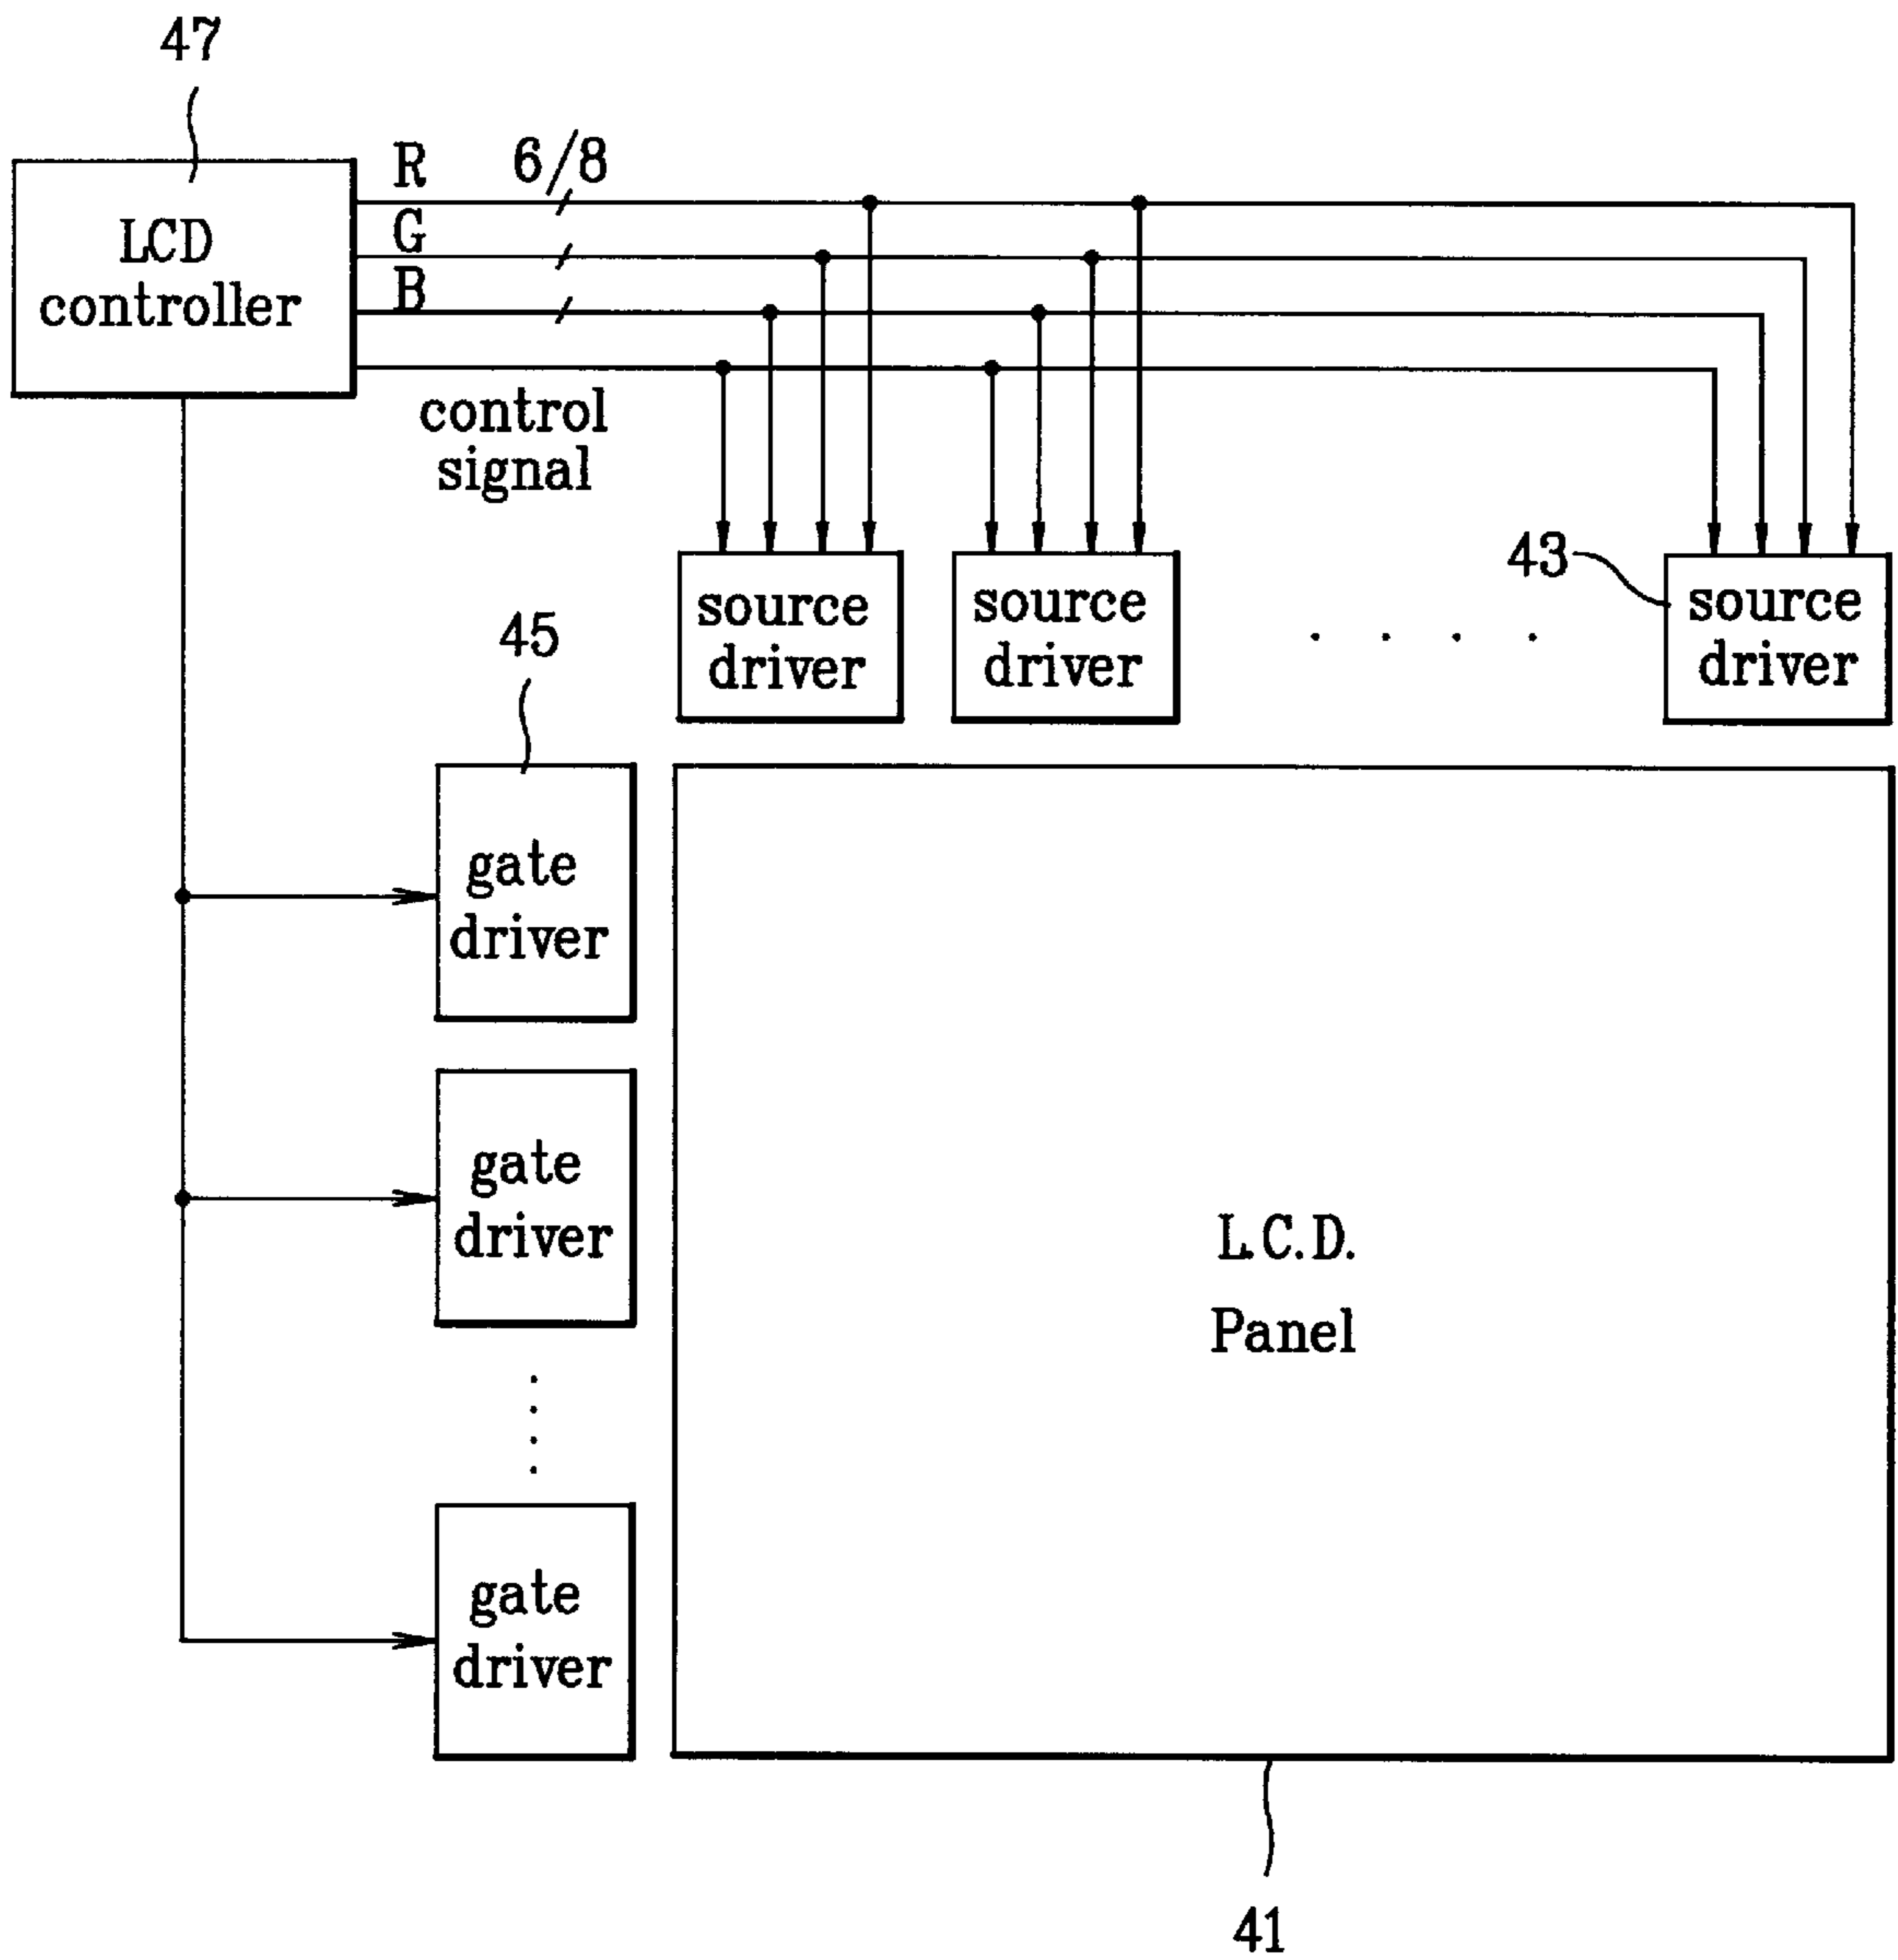 47
R
6/8
G
B
LCD
controller
control
signal
43
source
driver
source
driver
source
driver
45
gate
driver
gate
driver
gate
driver
L.C.D.
Panel
41